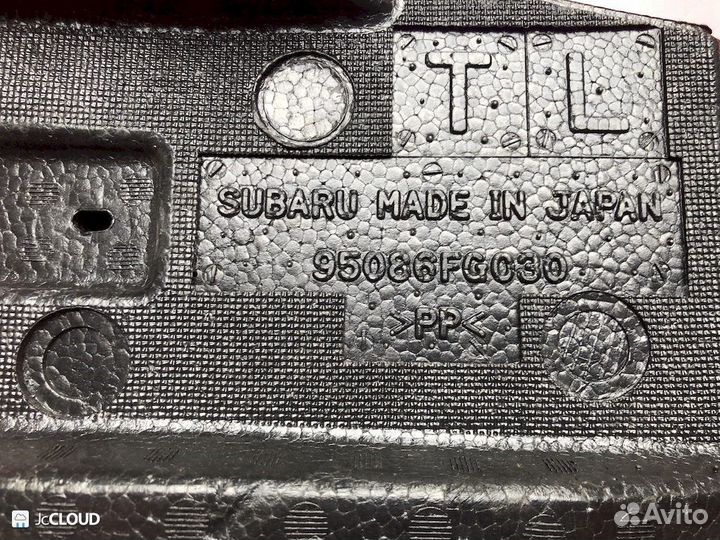 T L
SUBARU MADE IN JAPAN
95086FG030
>PP<
JcCLOUD
Avito